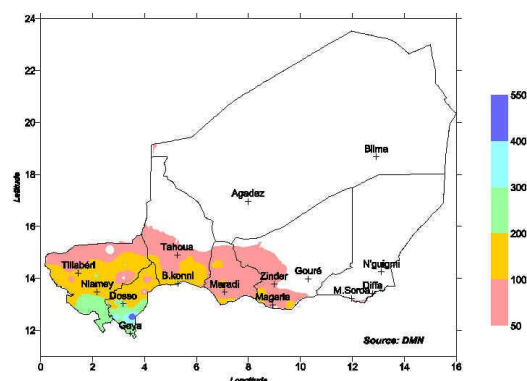 24
22
20
18
16
14
12
Latitude
0 2 4 6 8 10 12 14 16
Longitude
Bilma
Agadez
Tahoua
Tillabéri
N'guigmi
Gouré
Zinder
B.konni
Niamey
Maradi
Diffa
M.Soroa
Dosso
Magaria
Gaya
Source: DMN
550
400
300
200
100
50